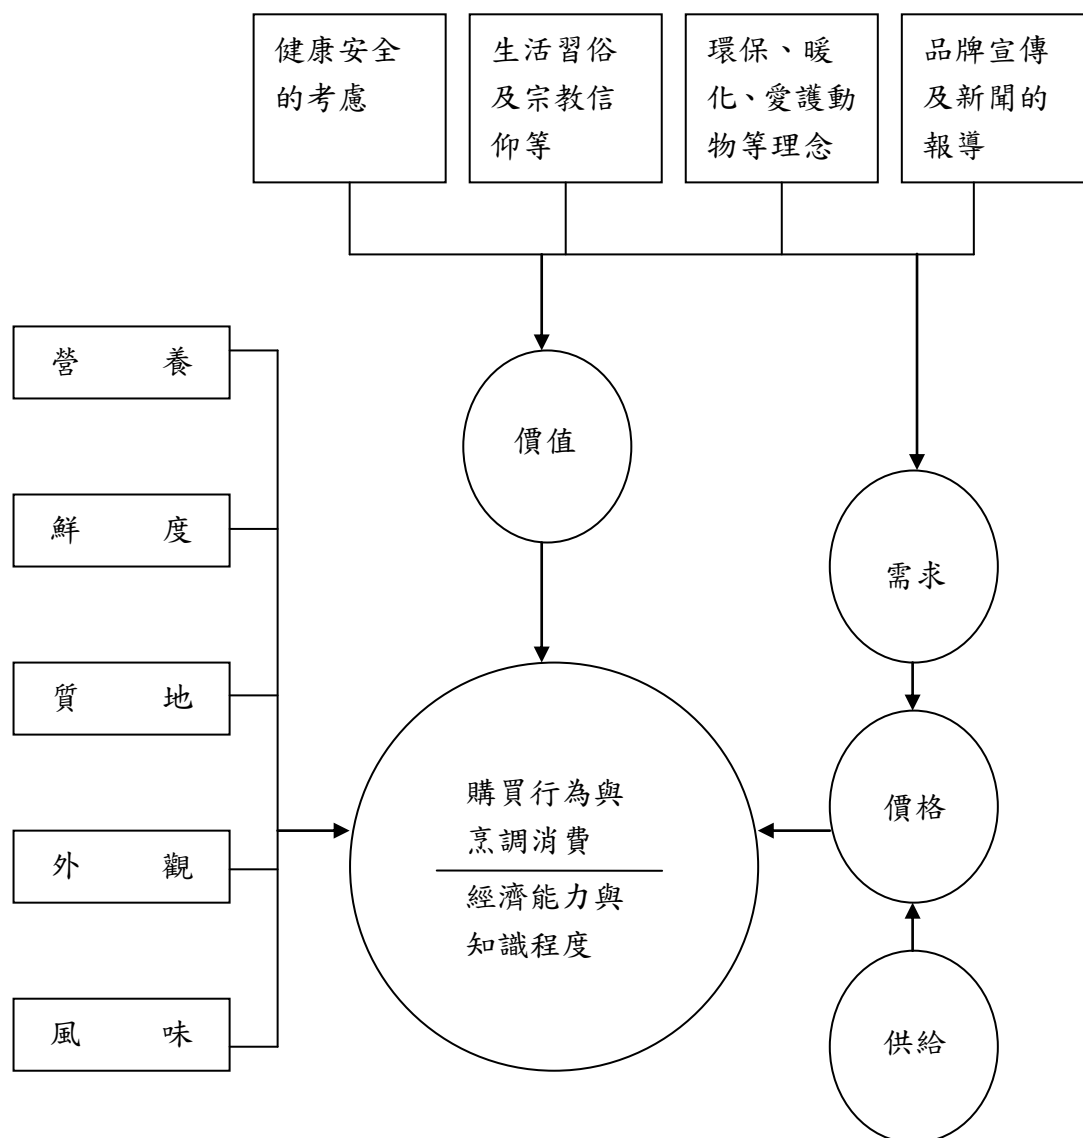 健康安全
的考慮
生活習俗
及宗教信
仰等
環保、暖
化、愛護動
物等理念
品牌宣傳
及新聞的
報導
營　養
價值
鮮　度
需求
質　地
購買行為與
烹調消費
經濟能力與
知識程度
價格
外　觀
風　味
供給